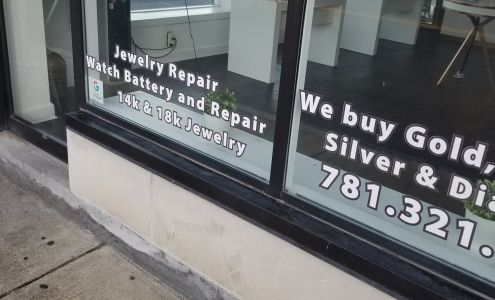 Jewelry Repair
Watch Battery and Repair
14k & 18k Jewelry
We buy Gold,
Silver & Dia
781.321.